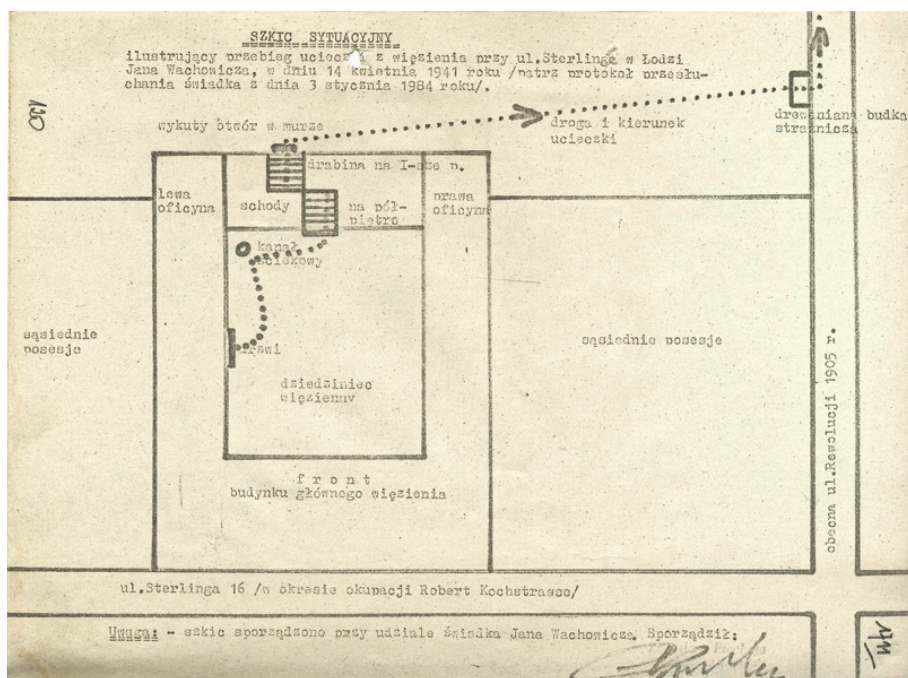 SZKIC SYTUACYJNY
ilustrujący przebieg ucieczki z więzienia przy ul.Sterlinga w Łodzi
Jana Wachowicza, w dniu 14 kwietnia 1941 roku /patrz protokół przesłu-
chania świadka z dnia 3 stycznia 1984 roku/.
130
wykuty otwór w murze
droga i kierunek
ucieczki
drewniana budka
strażnicza
drabina na I-sze p.
lewa
oficyna
schody
na pół-
piętro
prawa
oficyna
kanał
ściekowy
drzwi
sąsiednie
posesje
sąsiednie posesje
dziedziniec
więzienny
obecna ul.Rewolucji 1905 r.
f r o n t
budynku głównego więzienia
ul.Sterlinga 16 /w okresie okupacji Robert Kochstrasse/
Uwaga: - szkic sporządzono przy udziale świadka Jana Wachowicza. Sporządził: